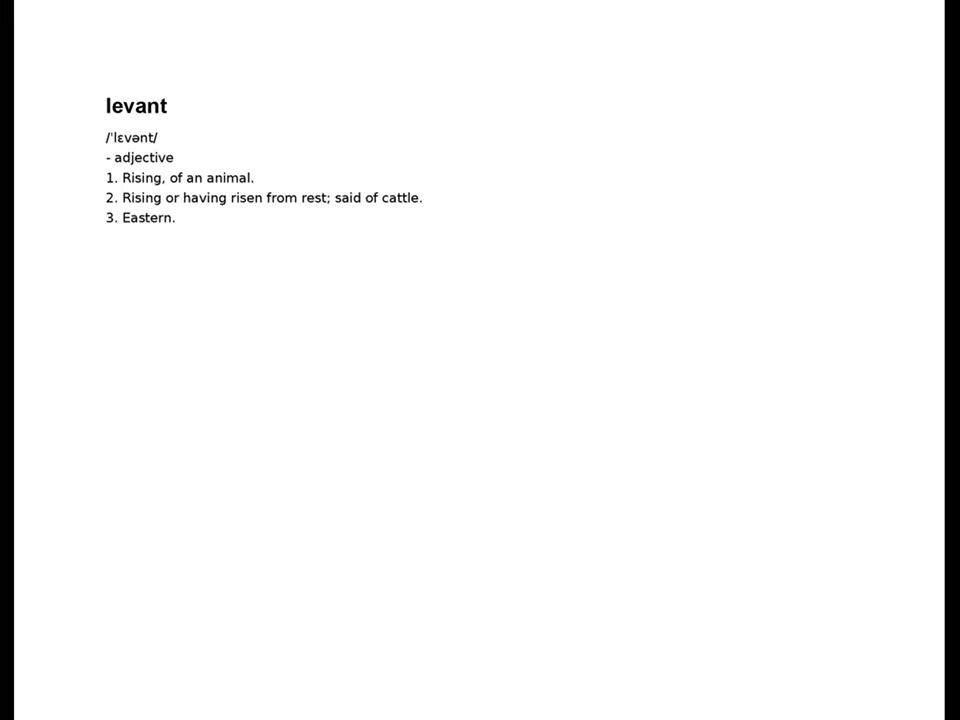 levant
/ˈlɛvənt/
- adjective
1. Rising, of an animal.
2. Rising or having risen from rest; said of cattle.
3. Eastern.